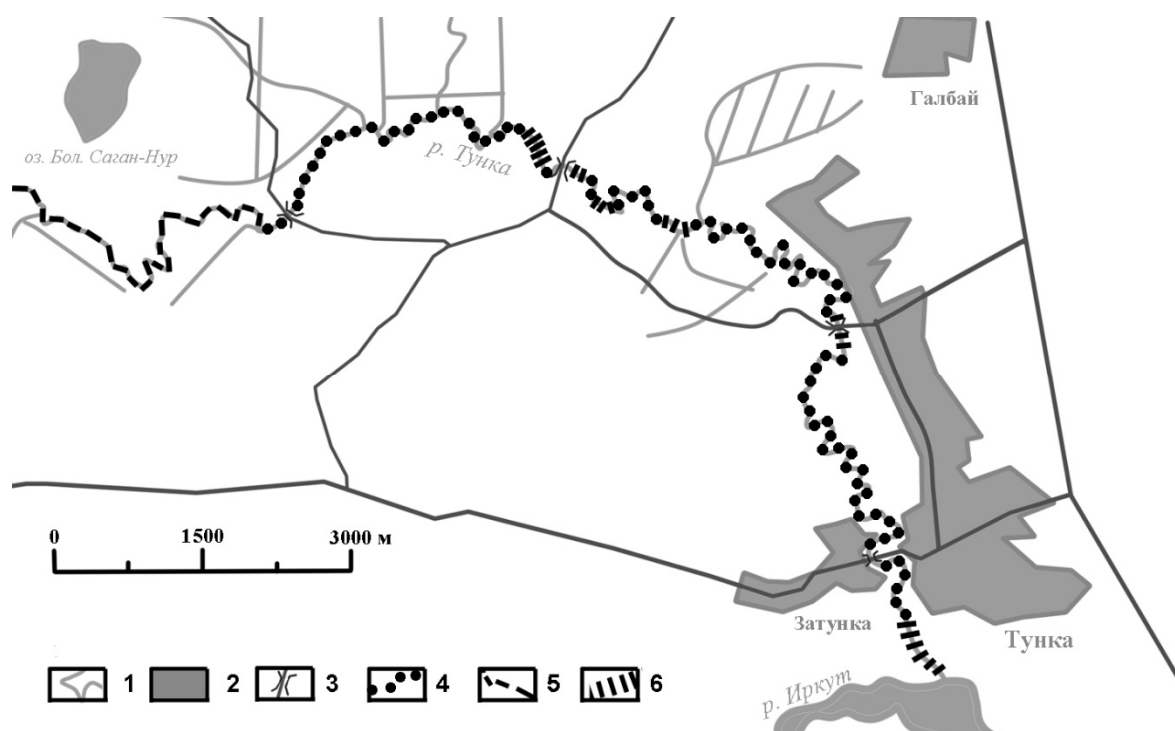 Галбай
оз. Бол. Саган-Нур
р. Тунка
0 1500 3000 м
Затунка
Тунка
р. Иркут
1 2 3 4 5 6